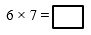 6 × 7 =